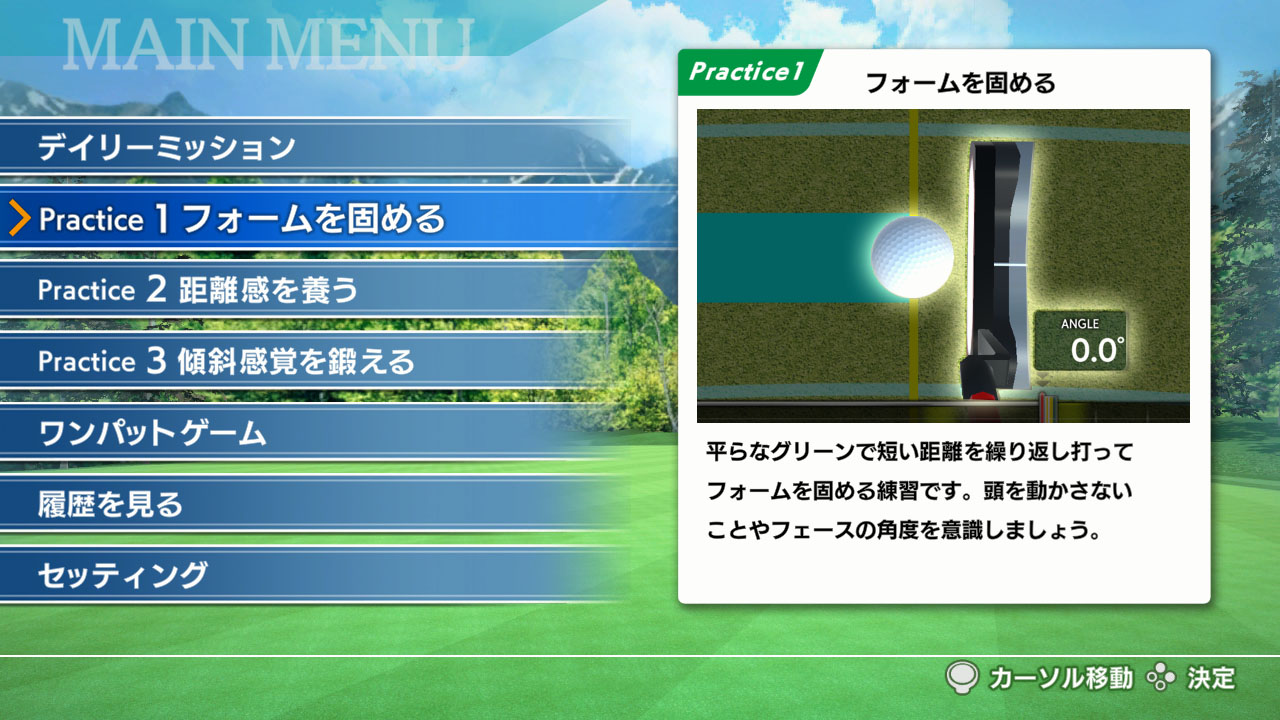 MAIN MENU
デイリーミッション
Practice 1 フォームを固める
Practice 2 距離感を養う
Practice 3 傾斜感覚を鍛える
ワンパットゲーム
履歴を見る
セッティング
Practice1
フォームを固める
ANGLE
0.0°
平らなグリーンで短い距離を繰り返し打って
フォームを固める練習です。頭を動かさない
ことやフェースの角度を意識しましょう。
カーソル移動 決定